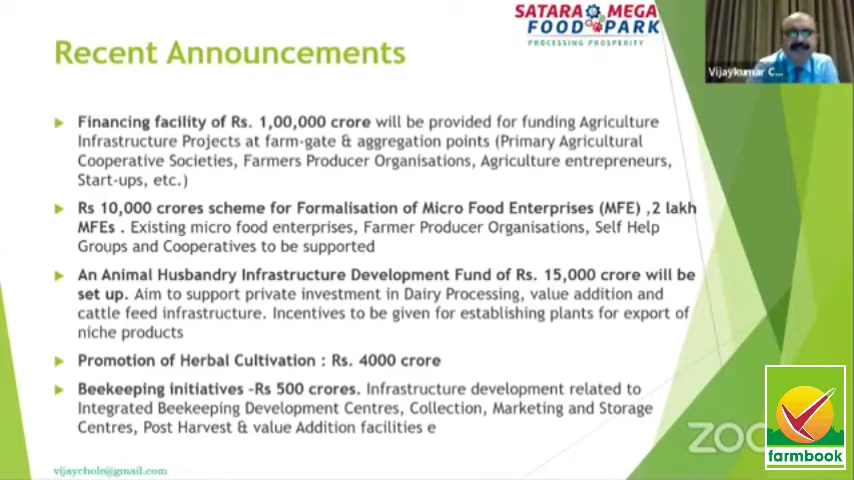 SATARA MEGA
FOOD PARK
PROCESSING PROSPERITY
Vijaykumar C...
Recent Announcements
Financing facility of Rs. 1,00,000 crore will be provided for funding Agriculture
Infrastructure Projects at farm-gate & aggregation points (Primary Agricultural
Cooperative Societies, Farmers Producer Organisations, Agriculture entrepreneurs,
Start-ups, etc.)
Rs 10,000 crores scheme for Formalisation of Micro Food Enterprises (MFE) ,2 lakh
MFEs . Existing micro food enterprises, Farmer Producer Organisations, Self Help
Groups and Cooperatives to be supported
An Animal Husbandry Infrastructure Development Fund of Rs. 15,000 crore will be
set up. Aim to support private investment in Dairy Processing, value addition and
cattle feed infrastructure. Incentives to be given for establishing plants for export of
niche products
Promotion of Herbal Cultivation : Rs. 4000 crore
Beekeeping initiatives -Rs 500 crores. Infrastructure development related to
Integrated Beekeeping Development Centres, Collection, Marketing and Storage
Centres, Post Harvest & value Addition facilities e
zoo
farmbook
vijaychole@gmail.com